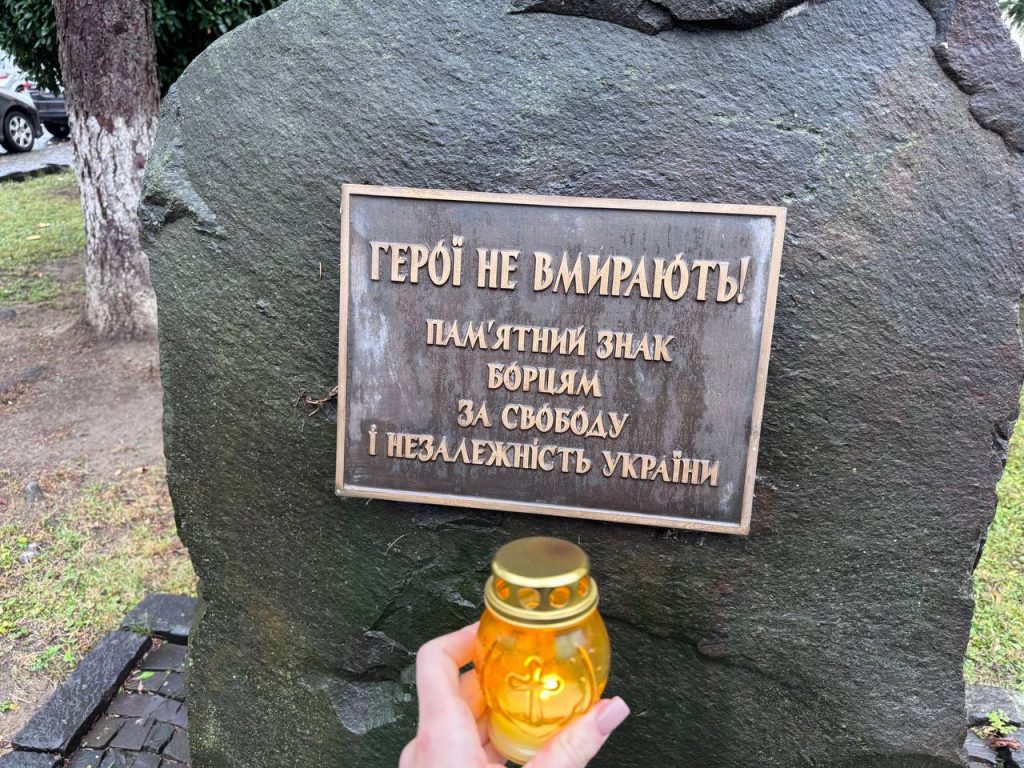 ГЕРОЇ НЕ ВМИРАЮТЬ!
ПАМ'ЯТНИЙ ЗНАК
БОРЦЯМ
ЗА СВОБОДУ
І НЕЗАЛЕЖНІСТЬ УКРАЇНИ